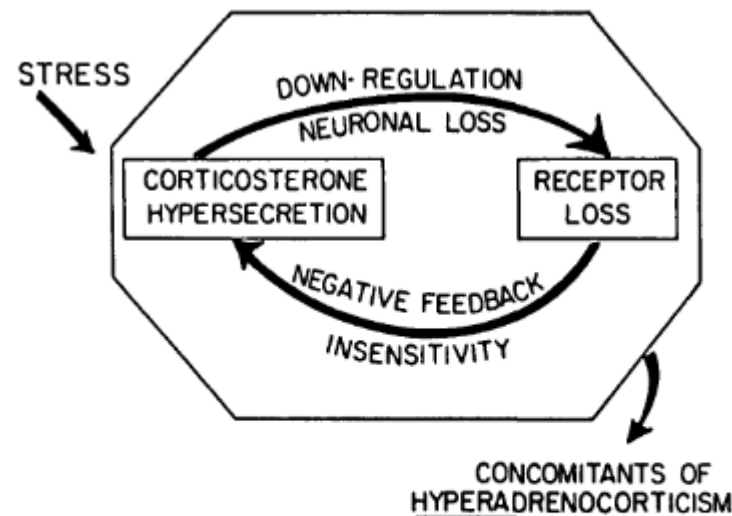 STRESS
DOWN-REGULATION
NEURONAL LOSS
CORTICOSTERONE
HYPERSECRETION
RECEPTOR
LOSS
NEGATIVE FEEDBACK
INSENSITIVITY
CONCOMITANTS OF
HYPERADRENOCORTICISM